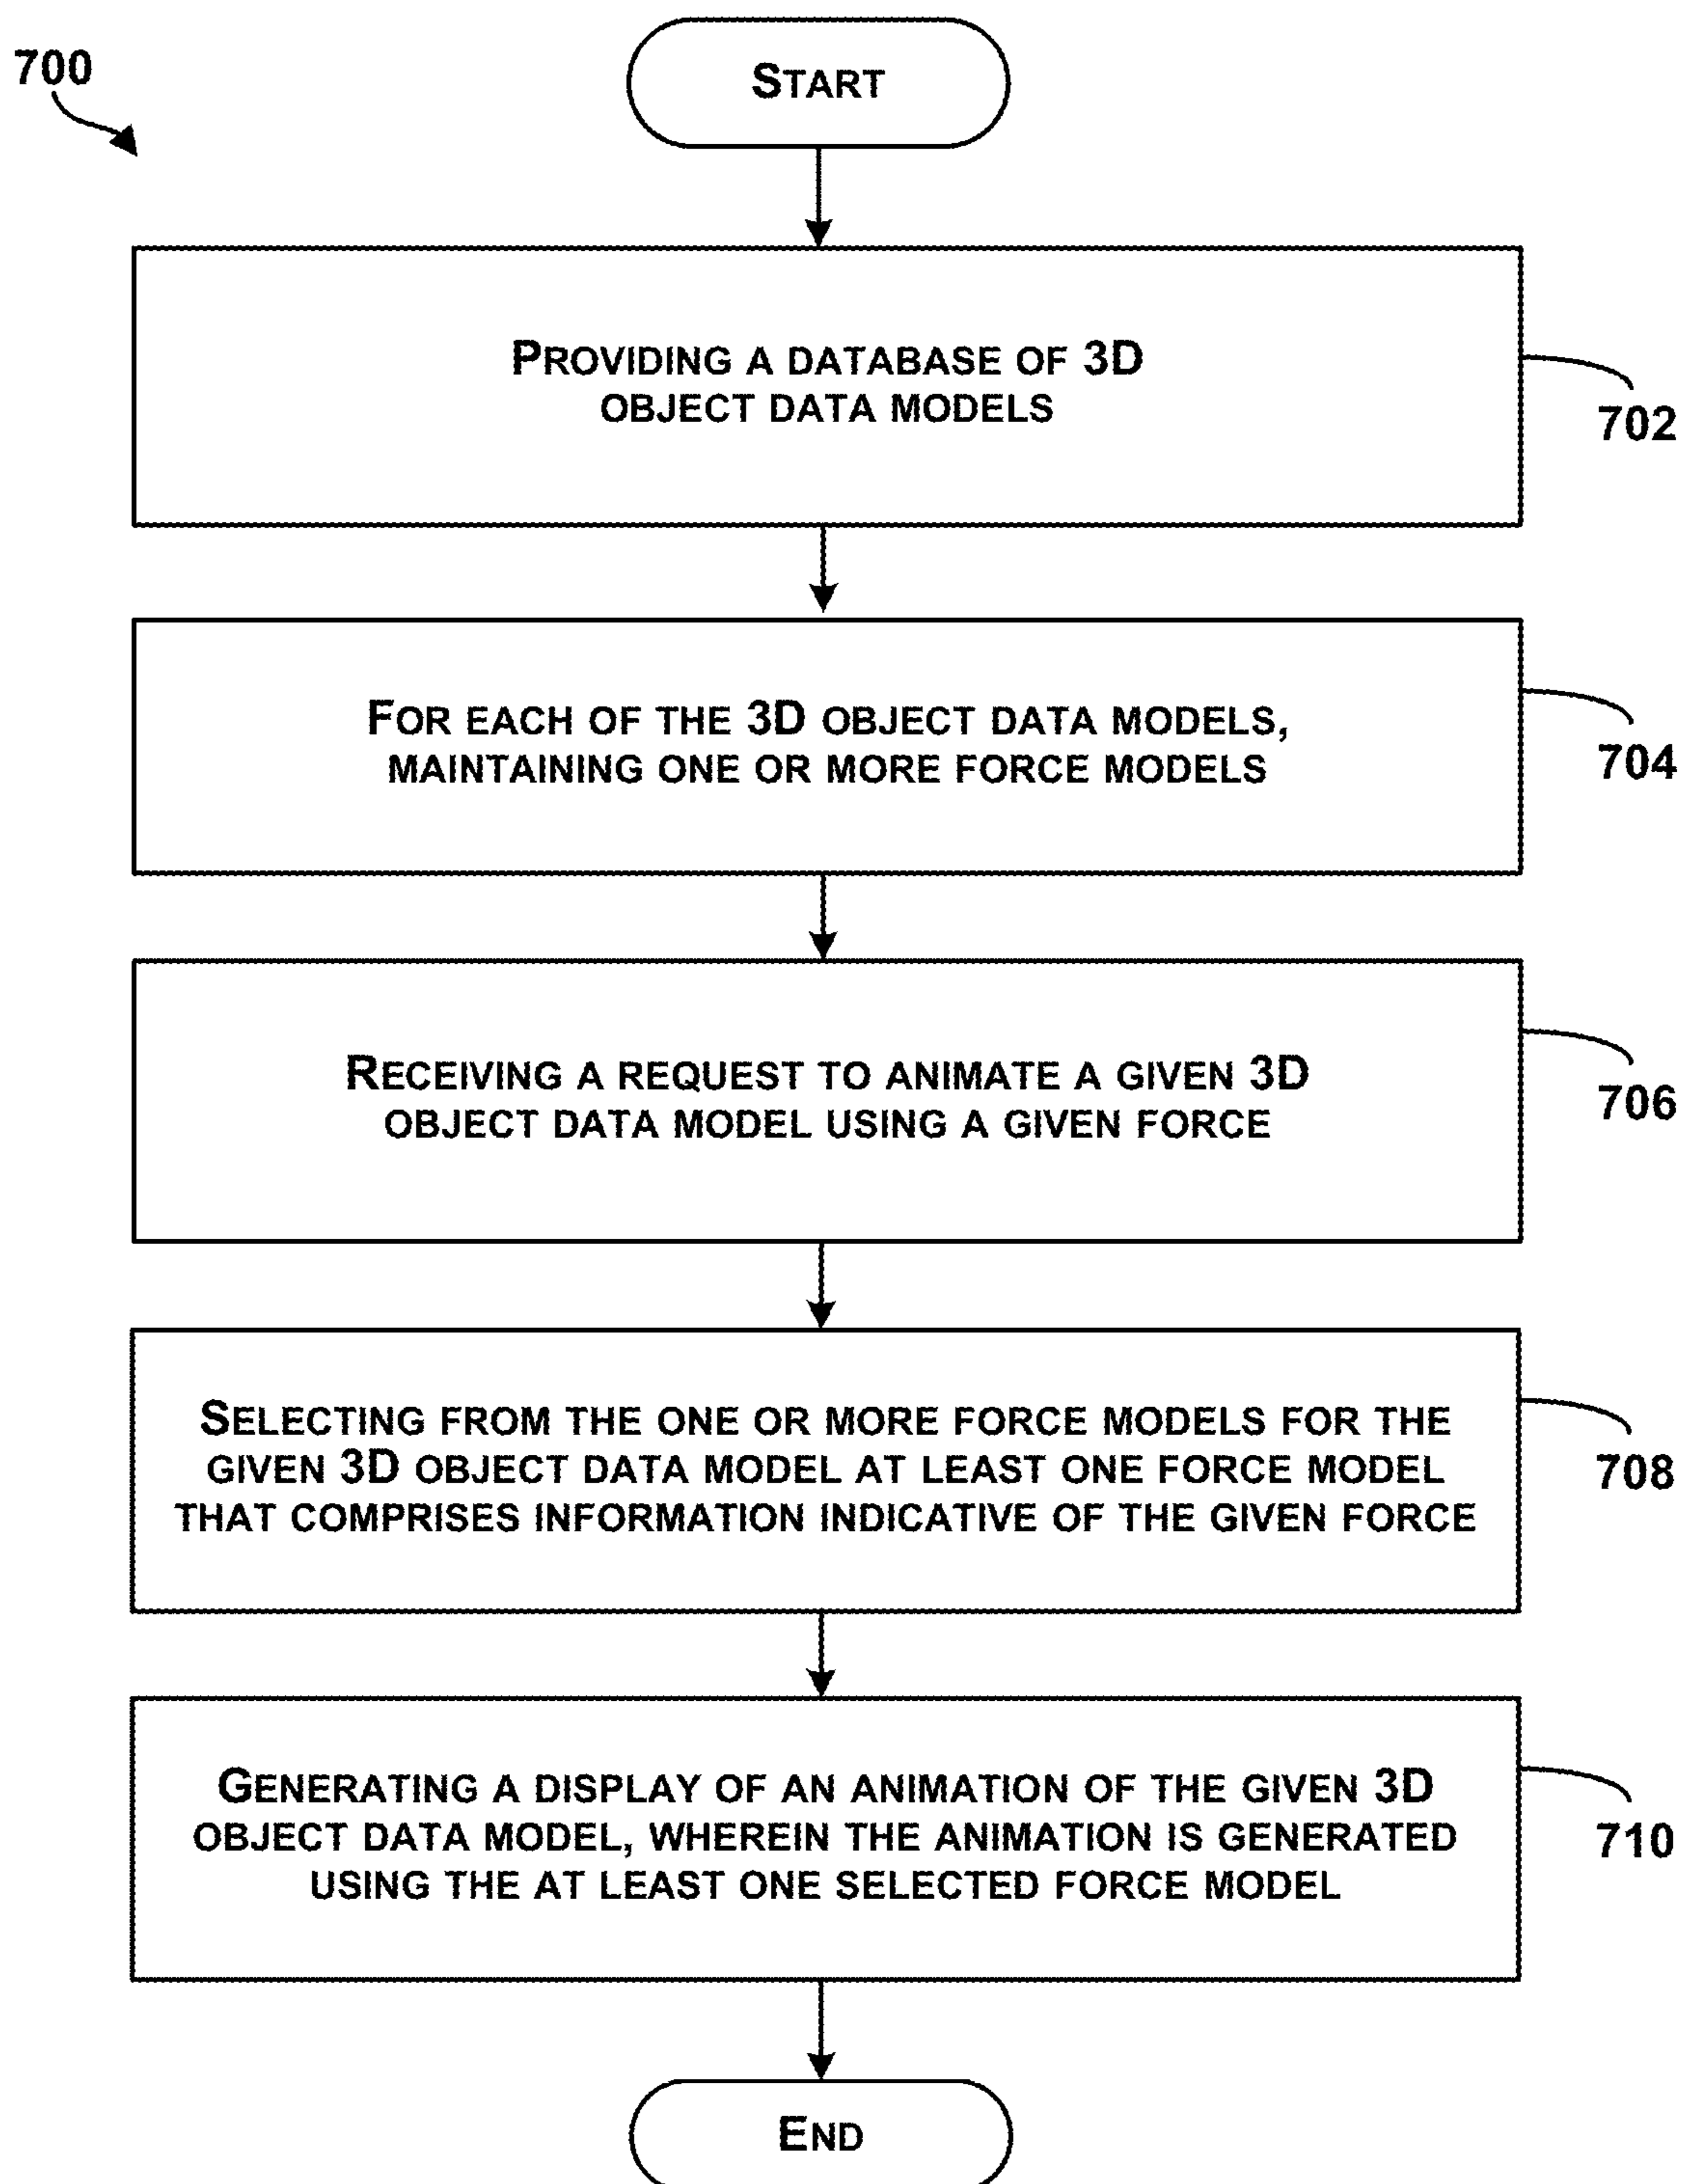 700
START
PROVIDING A DATABASE OF 3D
OBJECT DATA MODELS
702
FOR EACH OF THE 3D OBJECT DATA MODELS,
MAINTAINING ONE OR MORE FORCE MODELS
704
RECEIVING A REQUEST TO ANIMATE A GIVEN 3D
OBJECT DATA MODEL USING A GIVEN FORCE
706
SELECTING FROM THE ONE OR MORE FORCE MODELS FOR THE
GIVEN 3D OBJECT DATA MODEL AT LEAST ONE FORCE MODEL
THAT COMPRISES INFORMATION INDICATIVE OF THE GIVEN FORCE
708
GENERATING A DISPLAY OF AN ANIMATION OF THE GIVEN 3D
OBJECT DATA MODEL, WHEREIN THE ANIMATION IS GENERATED
USING THE AT LEAST ONE SELECTED FORCE MODEL
710
END